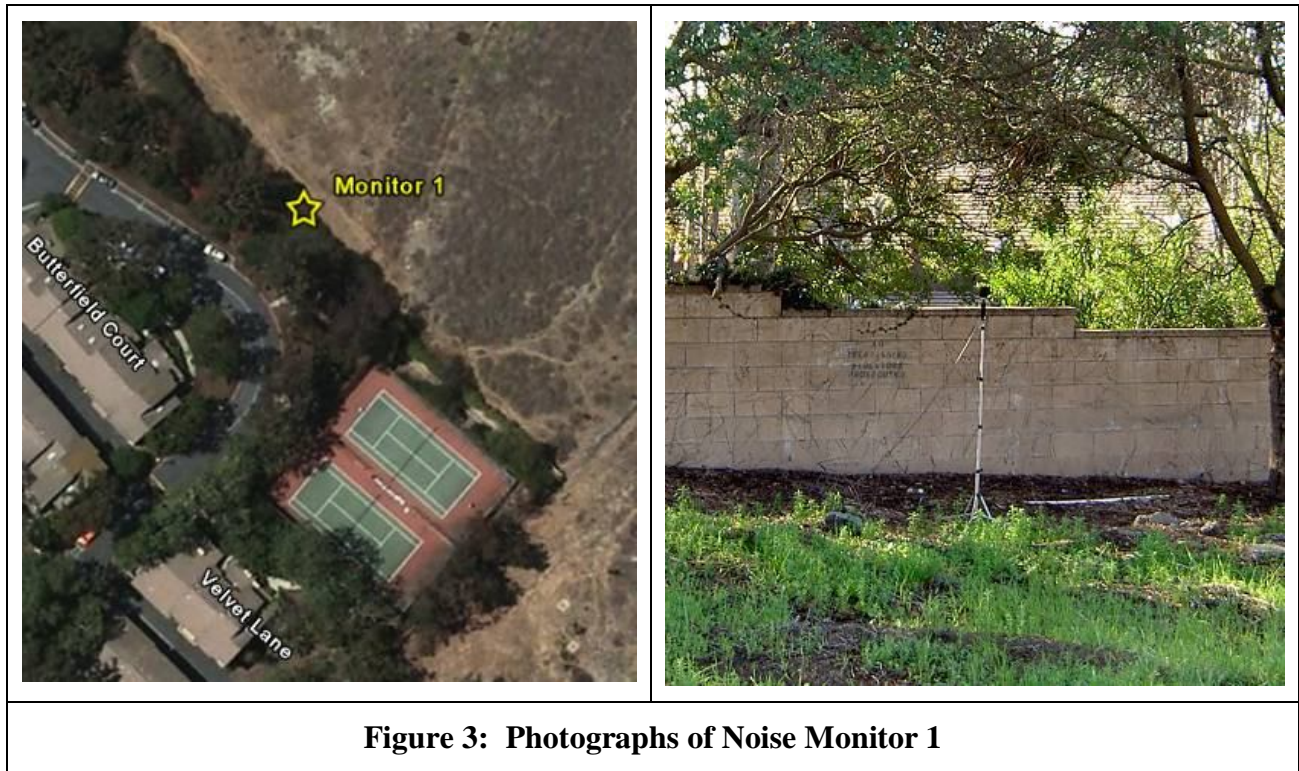 Monitor 1
Butterfield Court
Velvet Lane
Figure 3:  Photographs of Noise Monitor 1